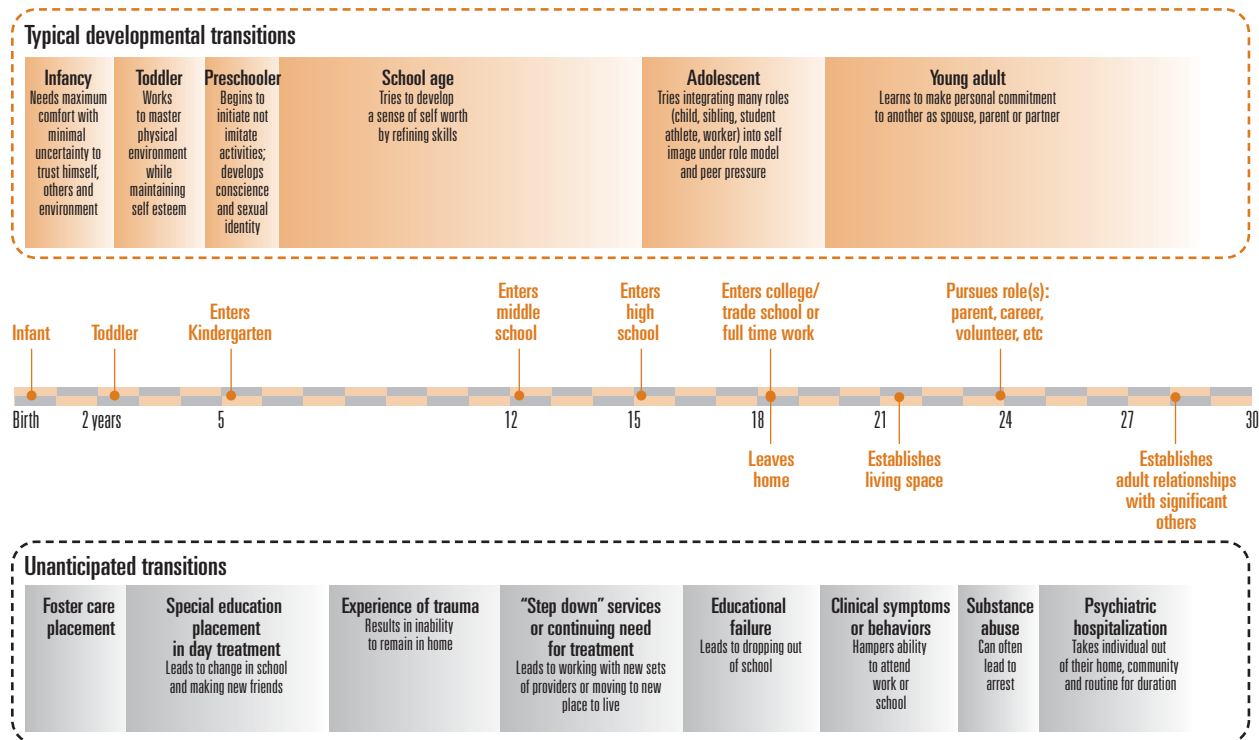 Typical developmental transitions
Infancy
Needs maximum
comfort with
minimal
uncertainty to
trust himself,
others and
environment
Toddler
Works
to master
physical
environment
while
maintaining
self esteem
Preschooler
Begins to
initiate not
imitate
activities;
develops
conscience
and sexual
identity
School age
Tries to develop
a sense of self worth
by refining skills
Adolescent
Tries integrating many roles
(child, sibling, student
athlete, worker) into self
image under role model
and peer pressure
Young adult
Learns to make personal commitment
to another as spouse, parent or partner
Infant
Toddler
Enters
Kindergarten
Enters
middle
school
Enters
high
school
Enters college/
trade school or
full time work
Pursues role(s):
parent, career,
volunteer, etc
Birth
2 years
5
12
15
18
21
24
27
30
Leaves
home
Establishes
living space
Establishes
adult relationships
with significant
others
Unanticipated transitions
Foster care
placement
Special education
placement
in day treatment
Leads to change in school
and making new friends
Experience of trauma
Results in inability
to remain in home
“Step down” services
or continuing need
for treatment
Leads to working with new sets
of providers or moving to new
place to live
Educational
failure
Leads to dropping out
of school
Clinical symptoms
or behaviors
Hampers ability
to attend
work or
school
Substance
abuse
Can often
lead to
arrest
Psychiatric
hospitalization
Takes individual out
of their home, community
and routine for duration